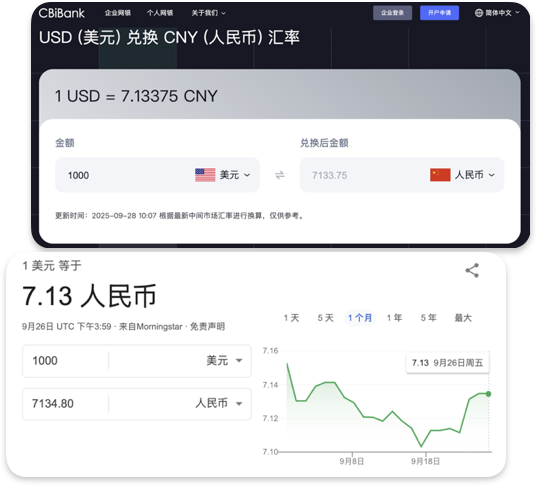 CBiBank 企业网银 个人网银 关于我们 企业登录 开户申请 简体中文
USD (美元) 兑换 CNY (人民币) 汇率
1 USD = 7.13375 CNY
金额 兑换后金额
1000 美元 7133.75 人民币
更新时间：2025-09-28 10:07 根据最新中间市场汇率进行换算，仅供参考。
1 美元 等于
7.13 人民币
9月26日 UTC 下午3:59 · 来自Morningstar · 免责声明
1000 美元
7134.80 人民币
1 天 5 天 1 个月 1 年 5 年 最大
7.13 9月26日周五
7.16
7.14
7.12
7.10
9月8日 9月18日